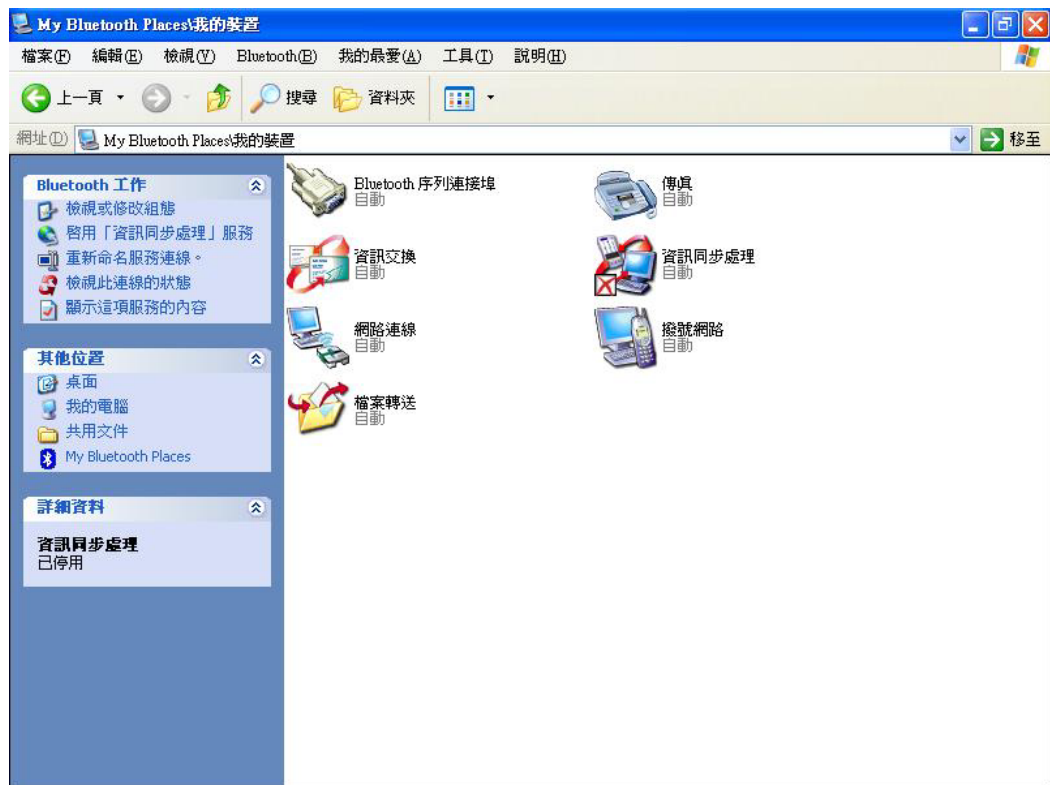 My Bluetooth Places\我的裝置
檔案(F) 編輯(E) 檢視(V) Bluetooth(B) 我的最愛(A) 工具(T) 說明(H)
上一頁 搜尋 資料夾
網址(D) My Bluetooth Places\我的裝置 移至
Bluetooth 工作
檢視或修改組態
啓用「資訊同步處理」服務
重新命名服務連線。
檢視此連線的狀態
顯示這項服務的內容
其他位置
桌面
我的電腦
共用文件
My Bluetooth Places
詳細資料
資訊同步處理
已停用
Bluetooth 序列連接埠
自動
傳真
自動
資訊交換
自動
資訊同步處理
自動
網路連線
自動
撥號網路
自動
檔案轉送
自動